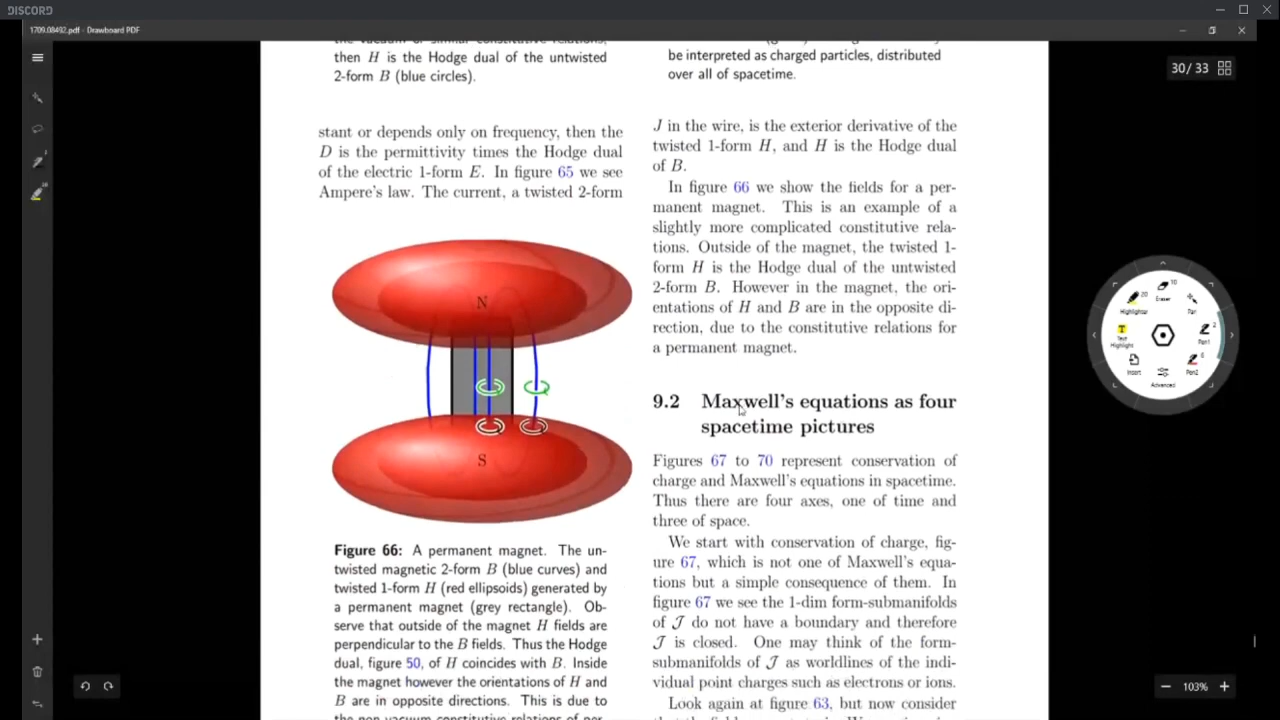 DISCORD
1709.08492.pdf - Drawboard PDF
30/33
then H is the Hodge dual of the untwisted
2-form B (blue circles).
stant or depends only on frequency, then the
D is the permittivity times the Hodge dual
of the electric 1-form E. In figure 65 we see
Ampere's law. The current, a twisted 2-form
N
S
Figure 66: A permanent magnet. The un-
twisted magnetic 2-form B (blue curves) and
twisted 1-form H (red ellipsoids) generated by
a permanent magnet (grey rectangle). Ob-
serve that outside of the magnet H fields are
perpendicular to the B fields. Thus the Hodge
dual, figure 50, of H coincides with B. Inside
the magnet however the orientations of H and
B are in opposite directions. This is due to
be interpreted as charged particles, distributed
over all of spacetime.
J in the wire, is the exterior derivative of the
twisted 1-form H, and H is the Hodge dual
of B.
In figure 66 we show the fields for a per-
manent magnet. This is an example of a
slightly more complicated constitutive rela-
tions. Outside of the magnet, the twisted 1-
form H is the Hodge dual of the untwisted
2-form B. However in the magnet, the ori-
entations of H and B are in the opposite di-
rection, due to the constitutive relations for
a permanent magnet.
9.2 Maxwell's equations as four
spacetime pictures
Figures 67 to 70 represent conservation of
charge and Maxwell's equations in spacetime.
Thus there are four axes, one of time and
three of space.
We start with conservation of charge, fig-
ure 67, which is not one of Maxwell's equa-
tions but a simple consequence of them. In
figure 67 we see the 1-dim form-submanifolds
of 𝒥 do not have a boundary and therefore
𝒥 is closed. One may think of the form-
submanifolds of 𝒥 as worldlines of the indi-
vidual point charges such as electrons or ions.
Look again at figure 63, but now consider
Highlighter
Eraser
Pan
Text
Highlight
Pen1
Insert
Pen2
Advanced
103%